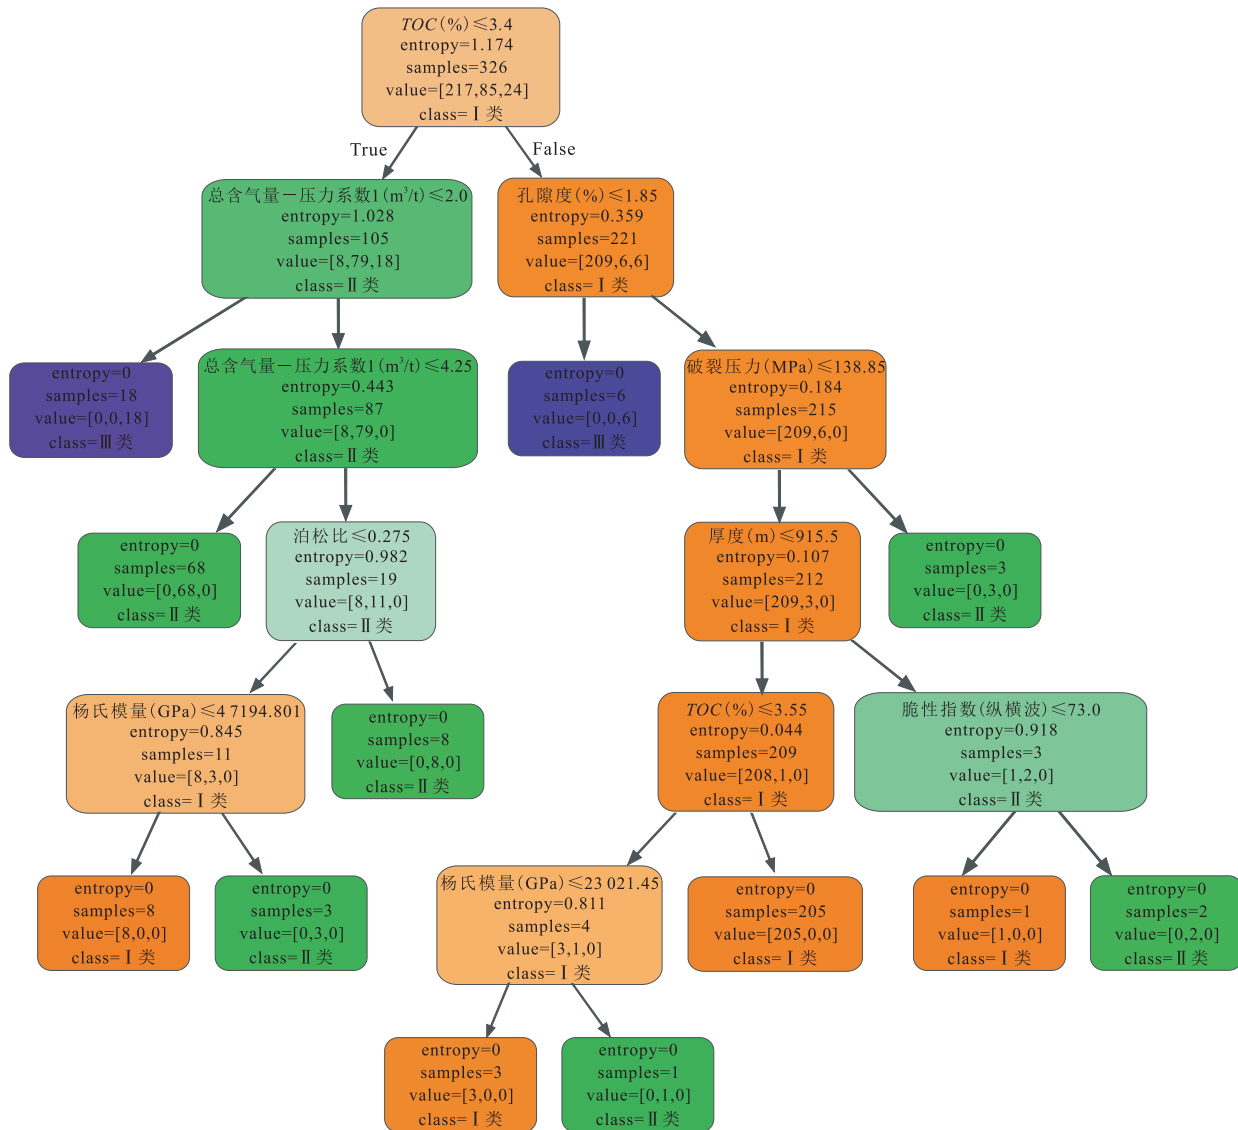 TOC(%)≤3.4
entropy=1.174
samples=326
value=[217,85,24]
class=Ⅰ类
True
False
总含气量－压力系数1(m³/t)≤2.0
entropy=1.028
samples=105
value=[8,79,18]
class=Ⅱ类
孔隙度(%)≤1.85
entropy=0.359
samples=221
value=[209,6,6]
class=Ⅰ类
entropy=0
samples=18
value=[0,0,18]
class=Ⅲ类
总含气量－压力系数1(m³/t)≤4.25
entropy=0.443
samples=87
value=[8,79,0]
class=Ⅱ类
entropy=0
samples=6
value=[0,0,6]
class=Ⅲ类
破裂压力(MPa)≤138.85
entropy=0.184
samples=215
value=[209,6,0]
class=Ⅰ类
entropy=0
samples=68
value=[0,68,0]
class=Ⅱ类
泊松比≤0.275
entropy=0.982
samples=19
value=[8,11,0]
class=Ⅱ类
厚度(m)≤915.5
entropy=0.107
samples=212
value=[209,3,0]
class=Ⅰ类
entropy=0
samples=3
value=[0,3,0]
class=Ⅱ类
杨氏模量(GPa)≤4 7194.801
entropy=0.845
samples=11
value=[8,3,0]
class=Ⅰ类
entropy=0
samples=8
value=[0,8,0]
class=Ⅱ类
TOC(%)≤3.55
entropy=0.044
samples=209
value=[208,1,0]
class=Ⅰ类
脆性指数(纵横波)≤73.0
entropy=0.918
samples=3
value=[1,2,0]
class=Ⅱ类
entropy=0
samples=8
value=[8,0,0]
class=Ⅰ类
entropy=0
samples=3
value=[0,3,0]
class=Ⅱ类
杨氏模量(GPa)≤23 021.45
entropy=0.811
samples=4
value=[3,1,0]
class=Ⅰ类
entropy=0
samples=205
value=[205,0,0]
class=Ⅰ类
entropy=0
samples=1
value=[1,0,0]
class=Ⅰ类
entropy=0
samples=2
value=[0,2,0]
class=Ⅱ类
entropy=0
samples=3
value=[3,0,0]
class=Ⅰ类
entropy=0
samples=1
value=[0,1,0]
class=Ⅱ类